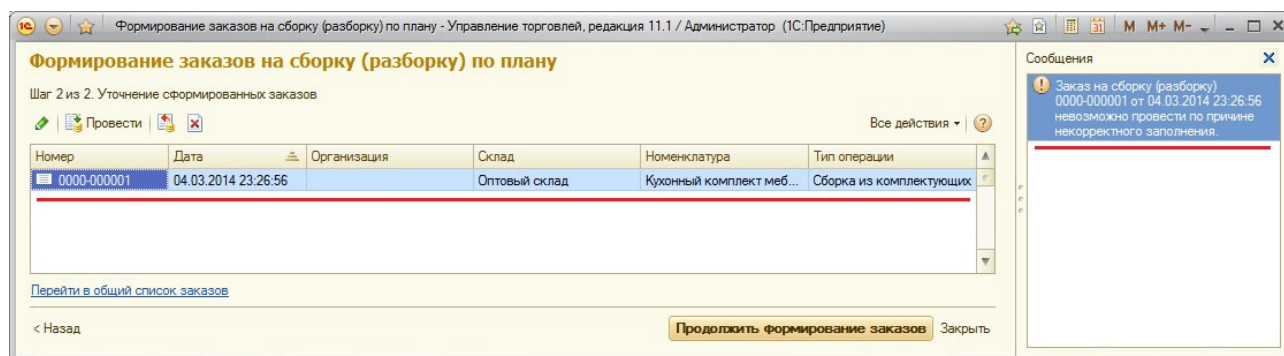 Формирование заказов на сборку (разборку) по плану - Управление торговлей, редакция 11.1 / Администратор (1С:Предприятие)
M M+ M-
Формирование заказов на сборку (разборку) по плану
Шаг 2 из 2. Уточнение сформированных заказов
Провести
Все действия
Номер Дата Организация Склад Номенклатура Тип операции
0000-000001 04.03.2014 23:26:56 Оптовый склад Кухонный комплект меб... Сборка из комплектующих
Перейти в общий список заказов
< Назад
Продолжить формирование заказов
Закрыть
Сообщения
Заказ на сборку (разборку)
0000-000001 от 04.03.2014 23:26:56
невозможно провести по причине
некорректного заполнения.